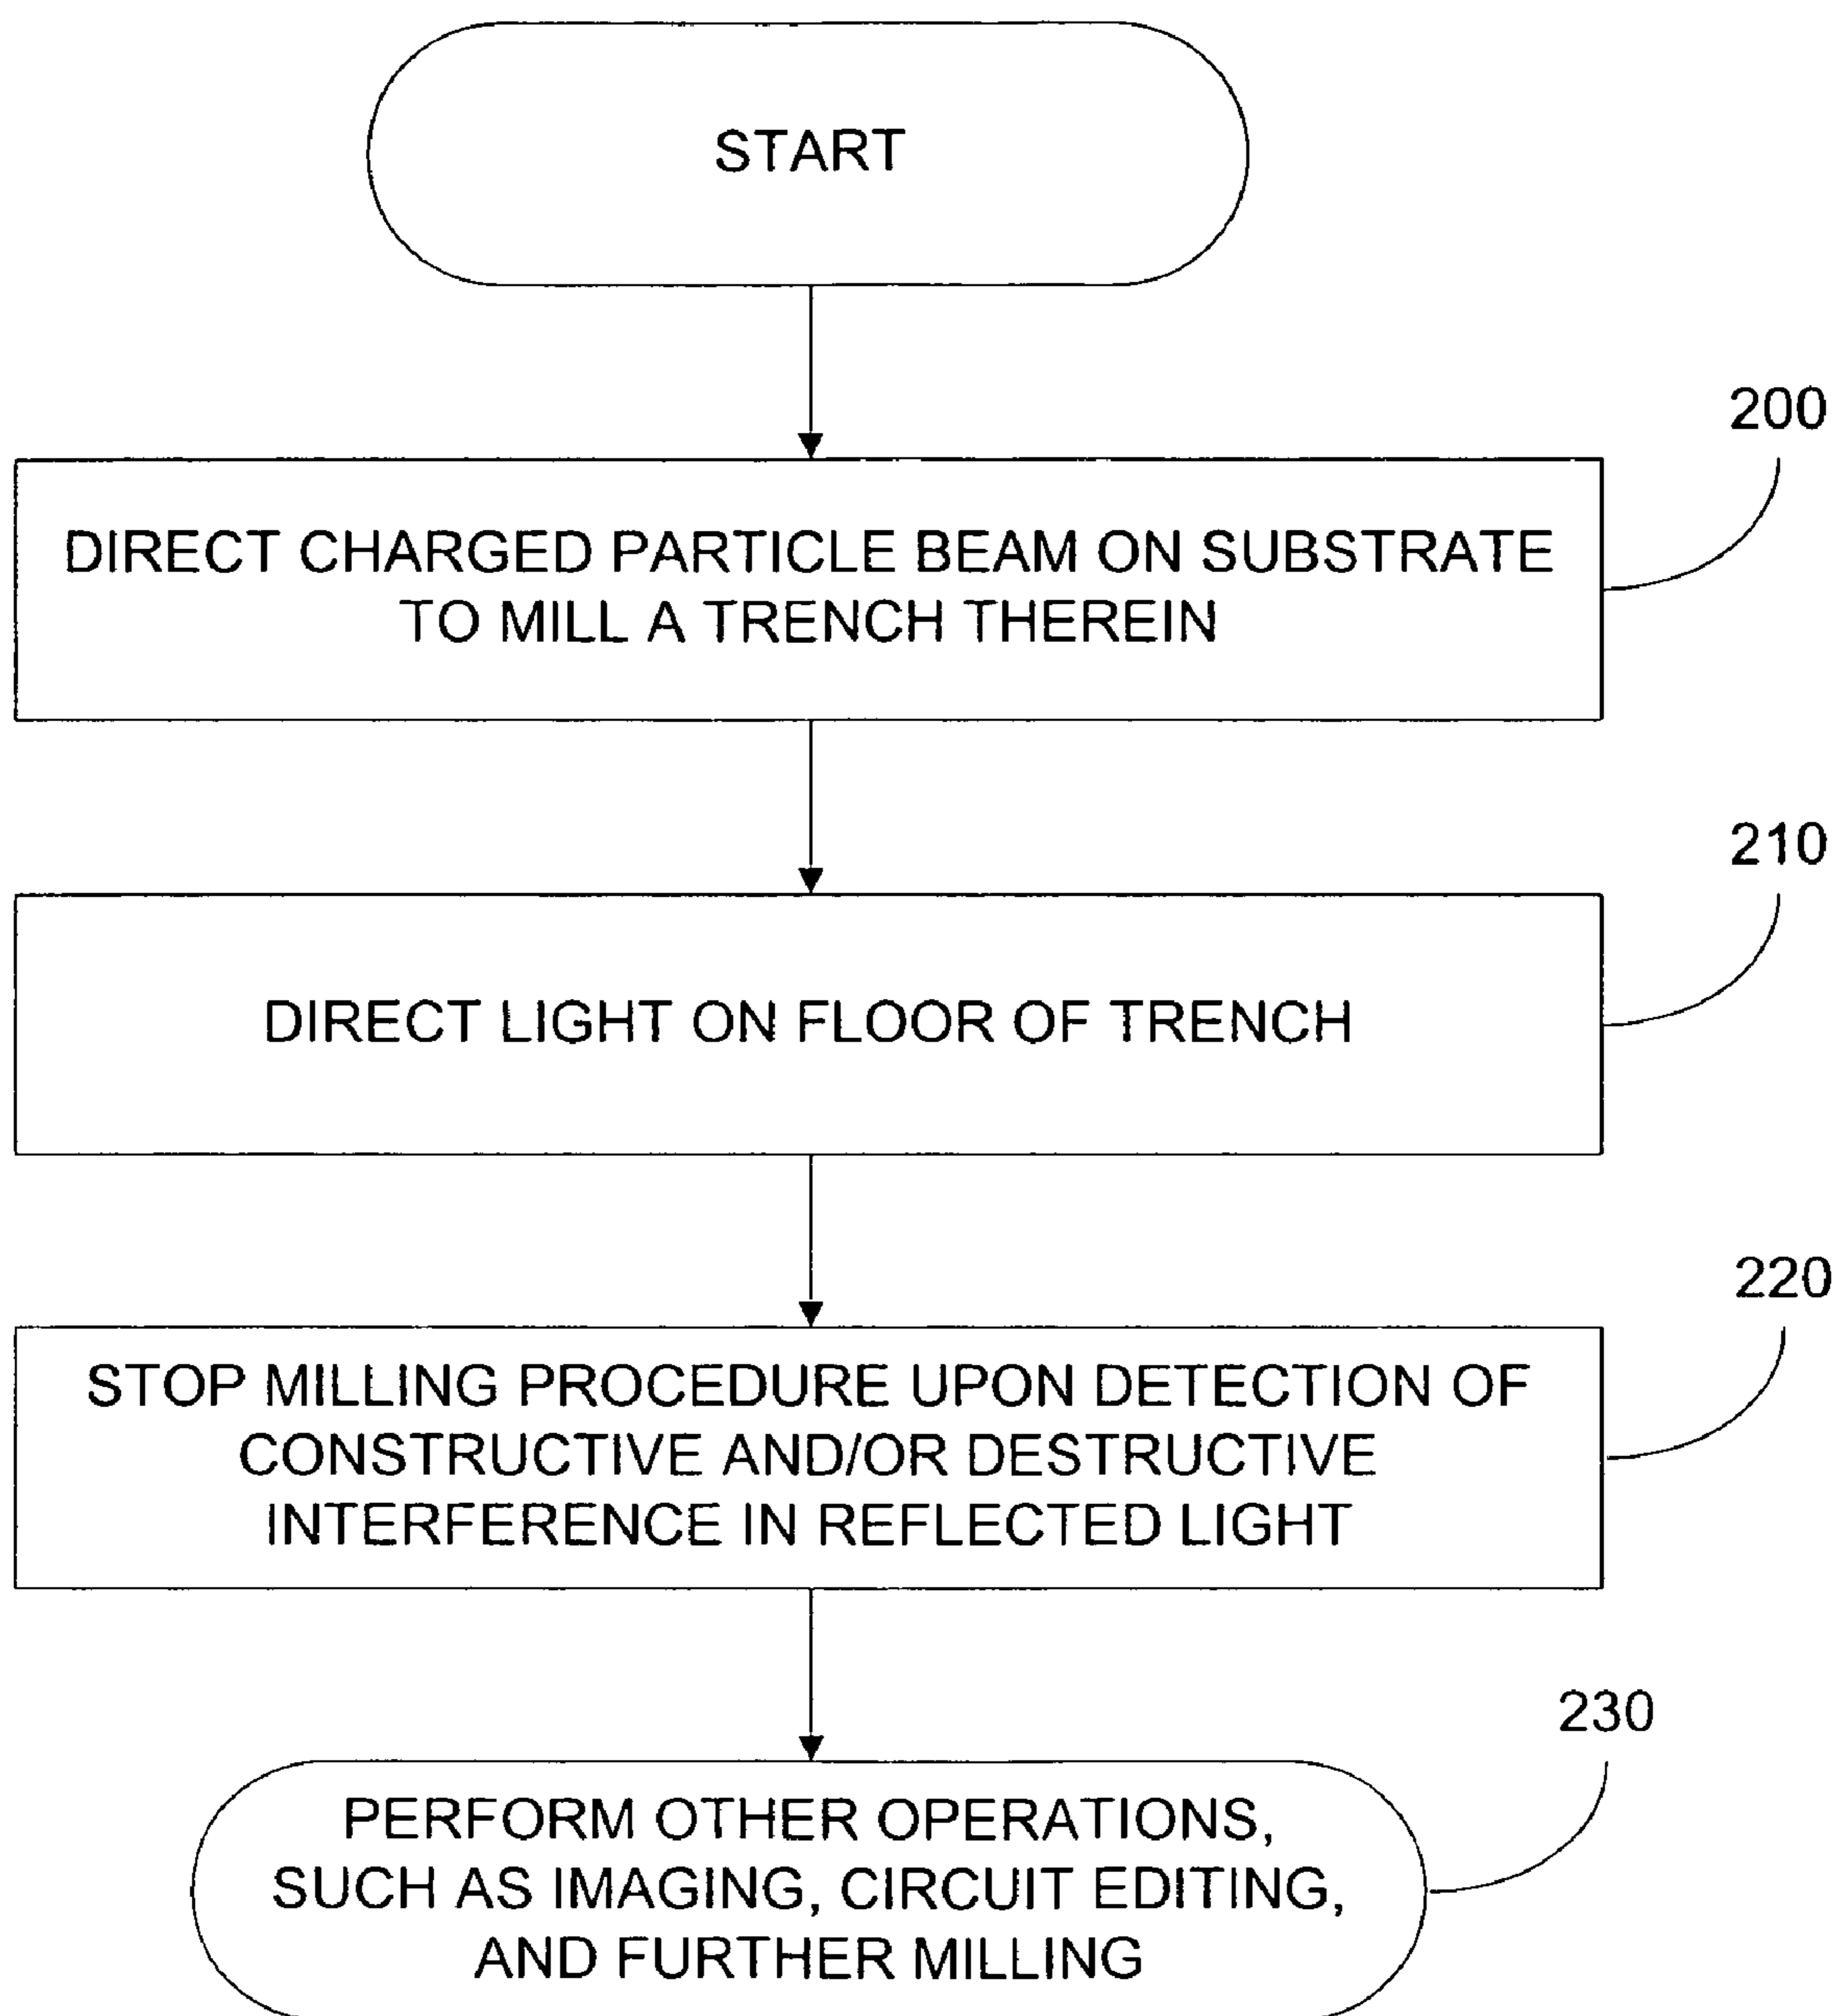 START
200
DIRECT CHARGED PARTICLE BEAM ON SUBSTRATE
TO MILL A TRENCH THEREIN
210
DIRECT LIGHT ON FLOOR OF TRENCH
220
STOP MILLING PROCEDURE UPON DETECTION OF
CONSTRUCTIVE AND/OR DESTRUCTIVE
INTERFERENCE IN REFLECTED LIGHT
230
PERFORM OTHER OPERATIONS,
SUCH AS IMAGING, CIRCUIT EDITING,
AND FURTHER MILLING